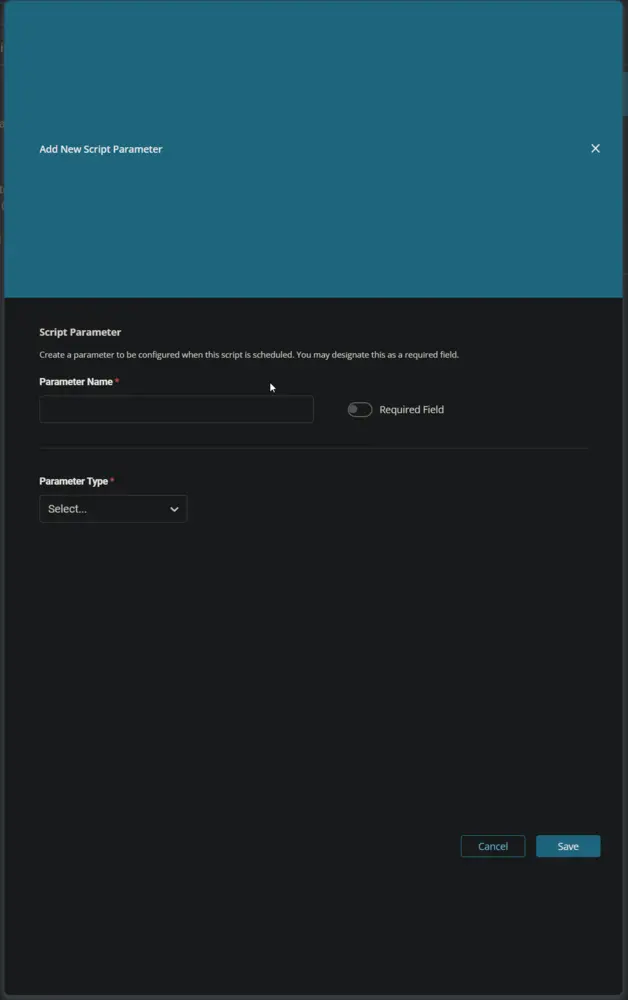 Add New Script Parameter
Script Parameter
Create a parameter to be configured when this script is scheduled. You may designate this as a required field.
Parameter Name *
Required Field
Parameter Type *
Select...
Cancel
Save